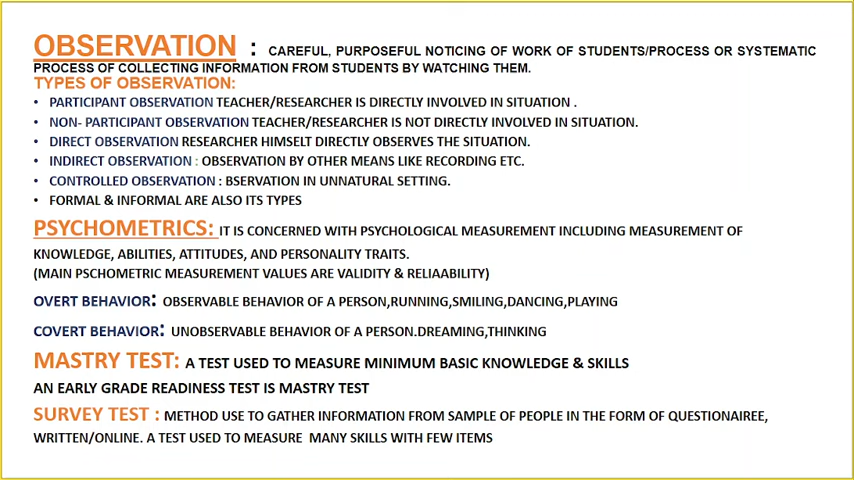 OBSERVATION : CAREFUL, PURPOSEFUL NOTICING OF WORK OF STUDENTS/PROCESS OR SYSTEMATIC
PROCESS OF COLLECTING INFORMATION FROM STUDENTS BY WATCHING THEM.
TYPES OF OBSERVATION:
• PARTICIPANT OBSERVATION TEACHER/RESEARCHER IS DIRECTLY INVOLVED IN SITUATION .
• NON- PARTICIPANT OBSERVATION TEACHER/RESEARCHER IS NOT DIRECTLY INVOLVED IN SITUATION.
• DIRECT OBSERVATION RESEARCHER HIMSELT DIRECTLY OBSERVES THE SITUATION.
• INDIRECT OBSERVATION : OBSERVATION BY OTHER MEANS LIKE RECORDING ETC.
• CONTROLLED OBSERVATION : BSERVATION IN UNNATURAL SETTING.
• FORMAL & INFORMAL ARE ALSO ITS TYPES
PSYCHOMETRICS: IT IS CONCERNED WITH PSYCHOLOGICAL MEASUREMENT INCLUDING MEASUREMENT OF
KNOWLEDGE, ABILITIES, ATTITUDES, AND PERSONALITY TRAITS.
(MAIN PSCHOMETRIC MEASUREMENT VALUES ARE VALIDITY & RELIAABILITY)
OVERT BEHAVIOR: OBSERVABLE BEHAVIOR OF A PERSON,RUNNING,SMILING,DANCING,PLAYING
COVERT BEHAVIOR: UNOBSERVABLE BEHAVIOR OF A PERSON.DREAMING,THINKING
MASTRY TEST: A TEST USED TO MEASURE MINIMUM BASIC KNOWLEDGE & SKILLS
AN EARLY GRADE READINESS TEST IS MASTRY TEST
SURVEY TEST : METHOD USE TO GATHER INFORMATION FROM SAMPLE OF PEOPLE IN THE FORM OF QUESTIONAIREE,
WRITTEN/ONLINE. A TEST USED TO MEASURE MANY SKILLS WITH FEW ITEMS